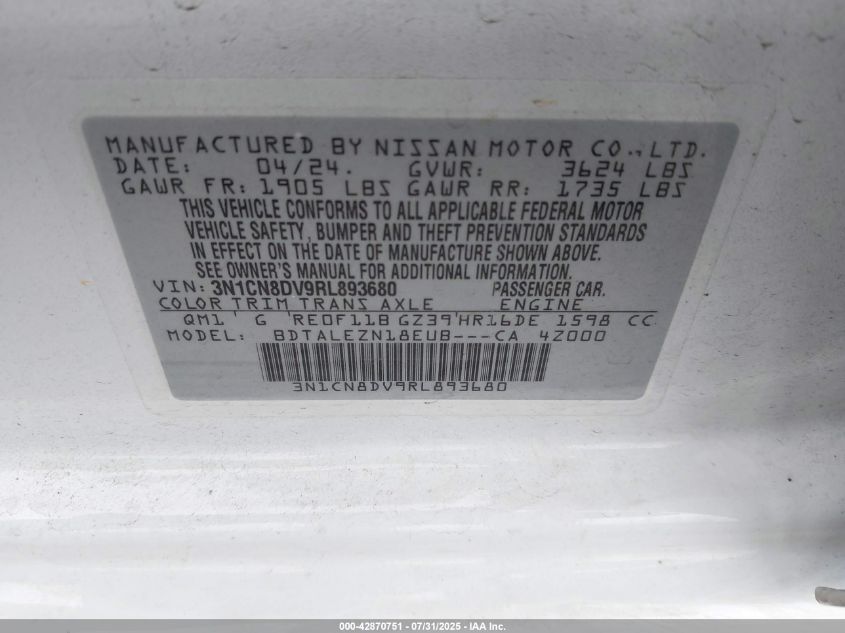 MANUFACTURED BY NISSAN MOTOR CO., LTD.
DATE: 04/24. GVWR: 3624 LBS
GAWR FR: 1905 LBS GAWR RR: 1735 LBS
THIS VEHICLE CONFORMS TO ALL APPLICABLE FEDERAL MOTOR
VEHICLE SAFETY, BUMPER AND THEFT PREVENTION STANDARDS
IN EFFECT ON THE DATE OF MANUFACTURE SHOWN ABOVE.
SEE OWNER'S MANUAL FOR ADDITIONAL INFORMATION.
VIN: 3N1CN8DV9RL893680 PASSENGER CAR.
COLOR TRIM TRANS AXLE ENGINE
QM1 ' G 'RE0F11B GZ39'HR16DE 1598 CC
MODEL: BDTALEZN18EUB---CA 4Z000
3N1CN8DV9RL893680
000-42870751 - 07/31/2025 - IAA Inc.